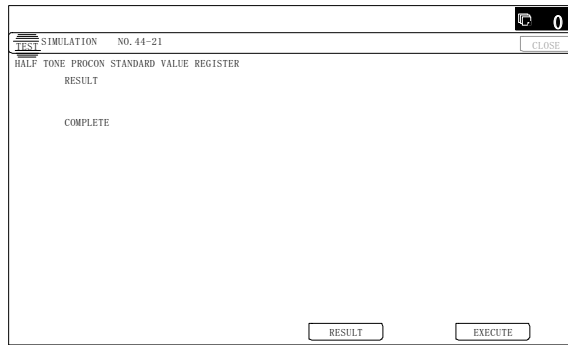 0
TEST SIMULATION NO.44-21 CLOSE
HALF TONE PROCON STANDARD VALUE REGISTER
RESULT
COMPLETE
RESULT EXECUTE